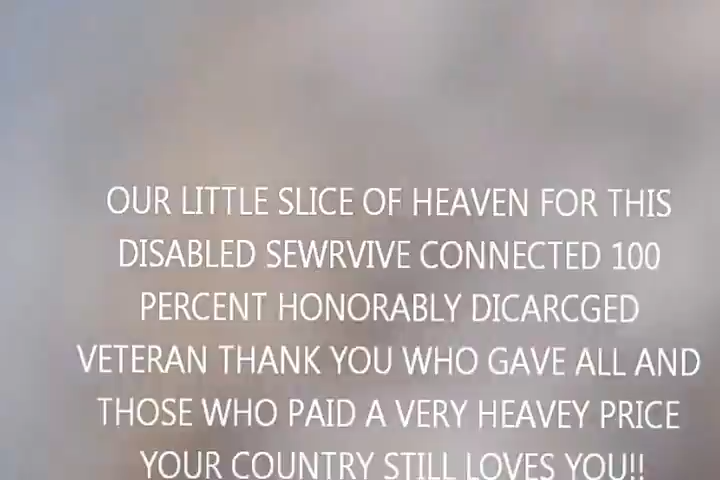 OUR LITTLE SLICE OF HEAVEN FOR THIS
DISABLED SEWRVIVE CONNECTED 100
PERCENT HONORABLY DICARCGED
VETERAN THANK YOU WHO GAVE ALL AND
THOSE WHO PAID A VERY HEAVEY PRICE
YOUR COUNTRY STILL LOVES YOU!!